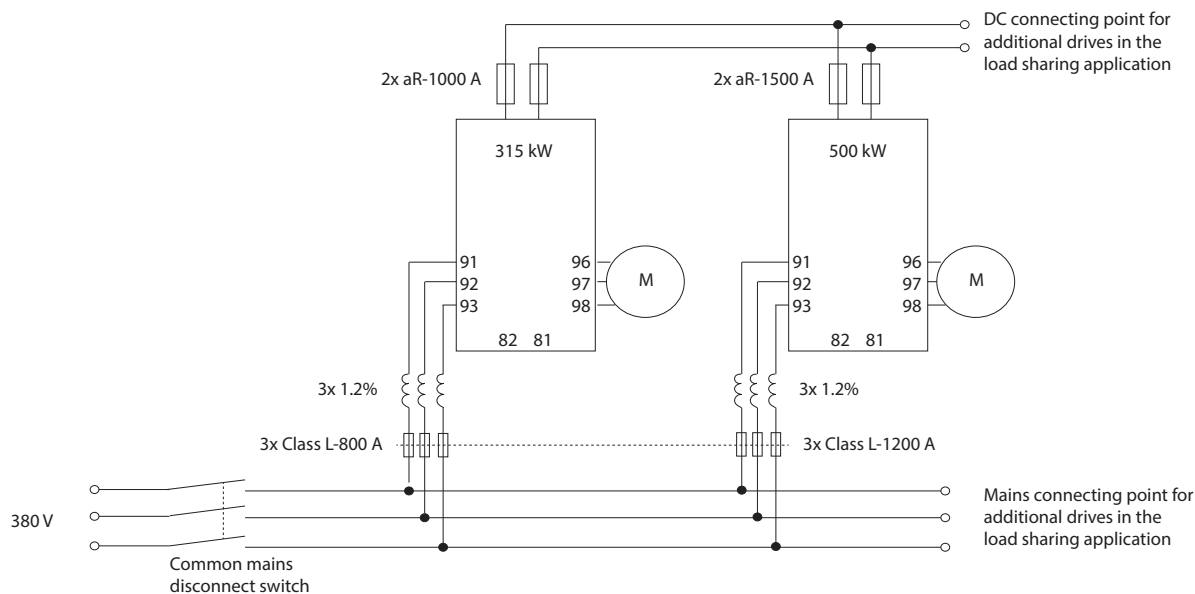 DC connecting point for
additional drives in the
load sharing application
2x aR-1000 A
2x aR-1500 A
315 kW
500 kW
91
96
92
97
93
98
M
82 81
91
96
92
97
93
98
M
82 81
3x 1.2%
3x 1.2%
3x Class L-800 A
3x Class L-1200 A
380 V
Mains connecting point for
additional drives in the
load sharing application
Common mains
disconnect switch